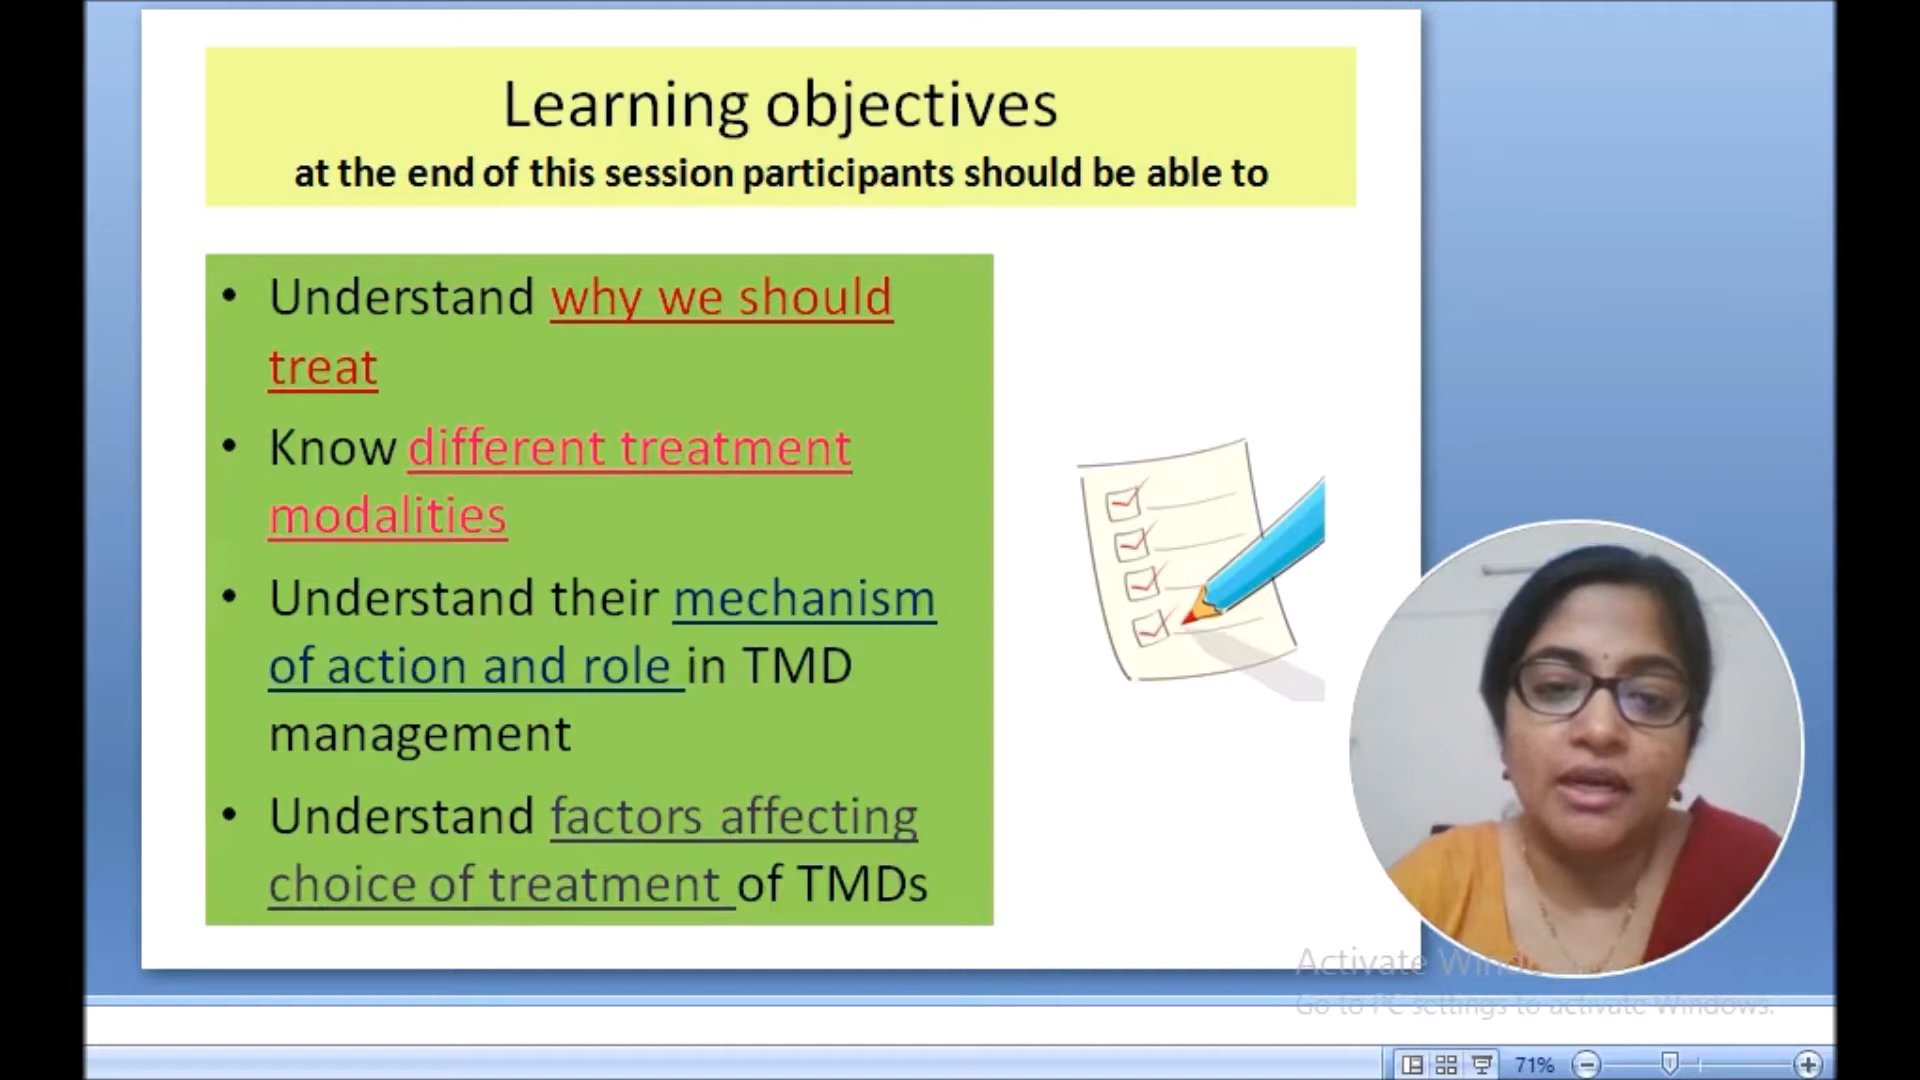 Learning objectives
at the end of this session participants should be able to
• Understand why we should
treat
• Know different treatment
modalities
• Understand their mechanism
of action and role in TMD
management
• Understand factors affecting
choice of treatment of TMDs
Activate Windows
Go to PC settings to activate Windows.
71%